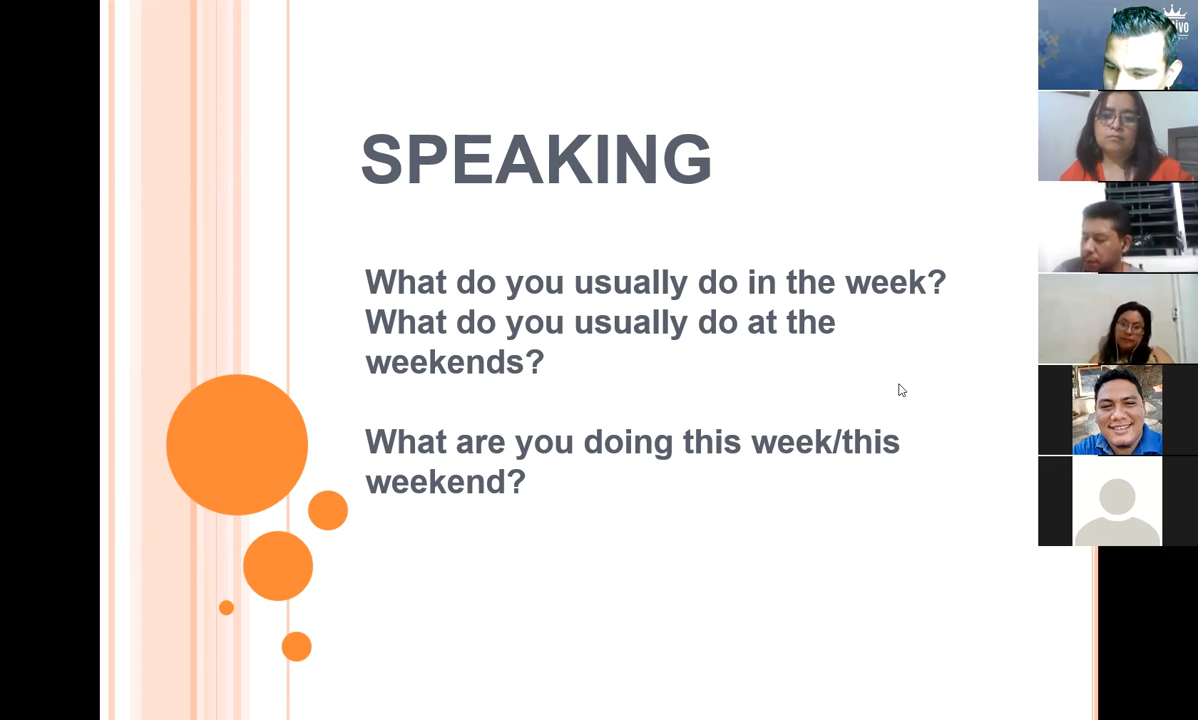 SPEAKING
What do you usually do in the week?
What do you usually do at the
weekends?
What are you doing this week/this
weekend?